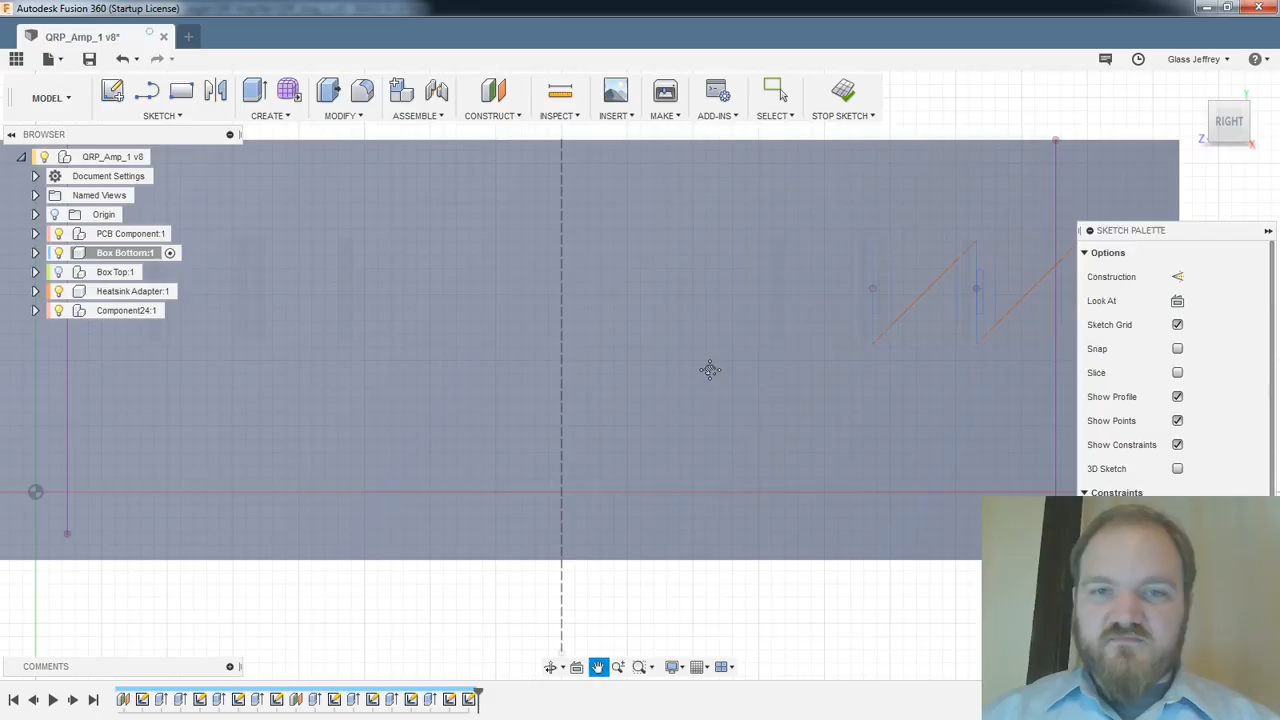 Autodesk Fusion 360 (Startup License)
QRP_Amp_1 v8*
Glass Jeffrey
MODEL
SKETCH
CREATE
MODIFY
ASSEMBLE
CONSTRUCT
INSPECT
INSERT
MAKE
ADD-INS
SELECT
STOP SKETCH
BROWSER
QRP_Amp_1 v8
Document Settings
Named Views
Origin
PCB Component:1
Box Bottom:1
Box Top:1
Heatsink Adapter:1
Component24:1
Y
RIGHT
Z
X
SKETCH PALETTE
Options
Construction
Look At
Sketch Grid
Snap
Slice
Show Profile
Show Points
Show Constraints
3D Sketch
Constraints
COMMENTS